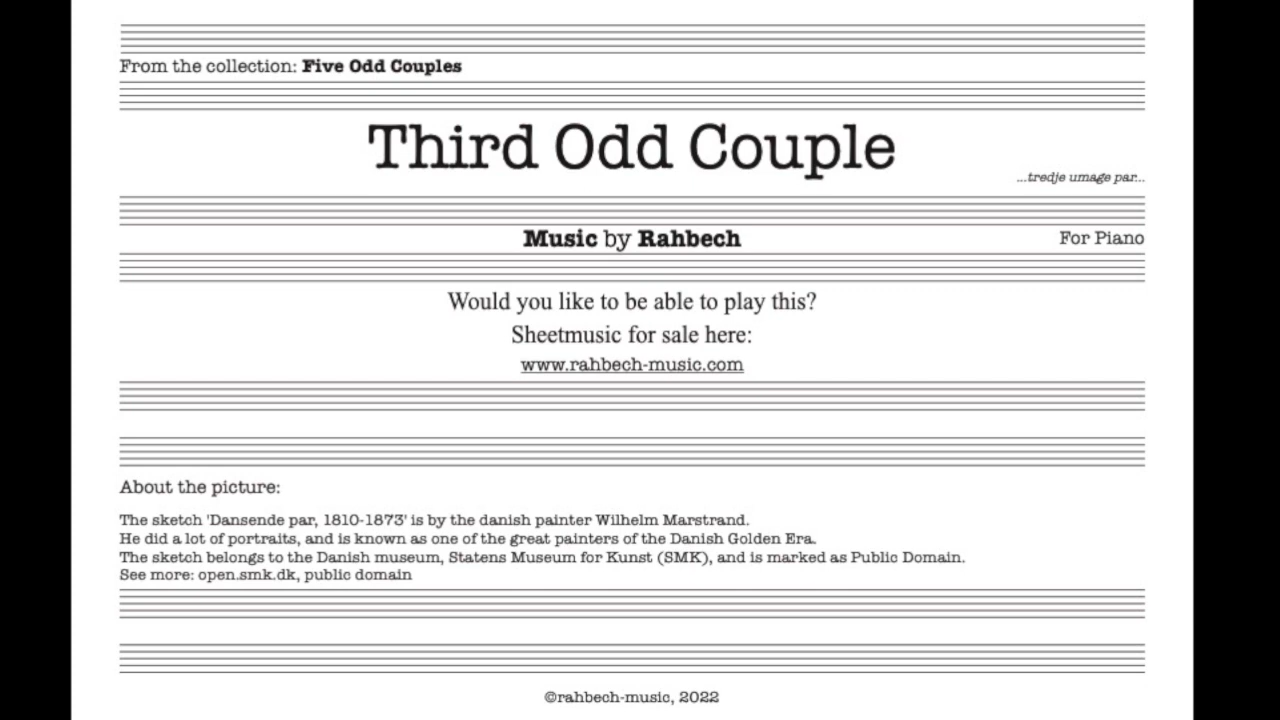 From the collection: Five Odd Couples
Third Odd Couple
...tredje umage par...
Music by Rahbech
For Piano
Would you like to be able to play this?
Sheetmusic for sale here:
www.rahbech-music.com
About the picture:
The sketch 'Dansende par, 1810-1873' is by the danish painter Wilhelm Marstrand.
He did a lot of portraits, and is known as one of the great painters of the Danish Golden Era.
The sketch belongs to the Danish museum, Statens Museum for Kunst (SMK), and is marked as Public Domain.
See more: open.smk.dk, public domain
©rahbech-music, 2022